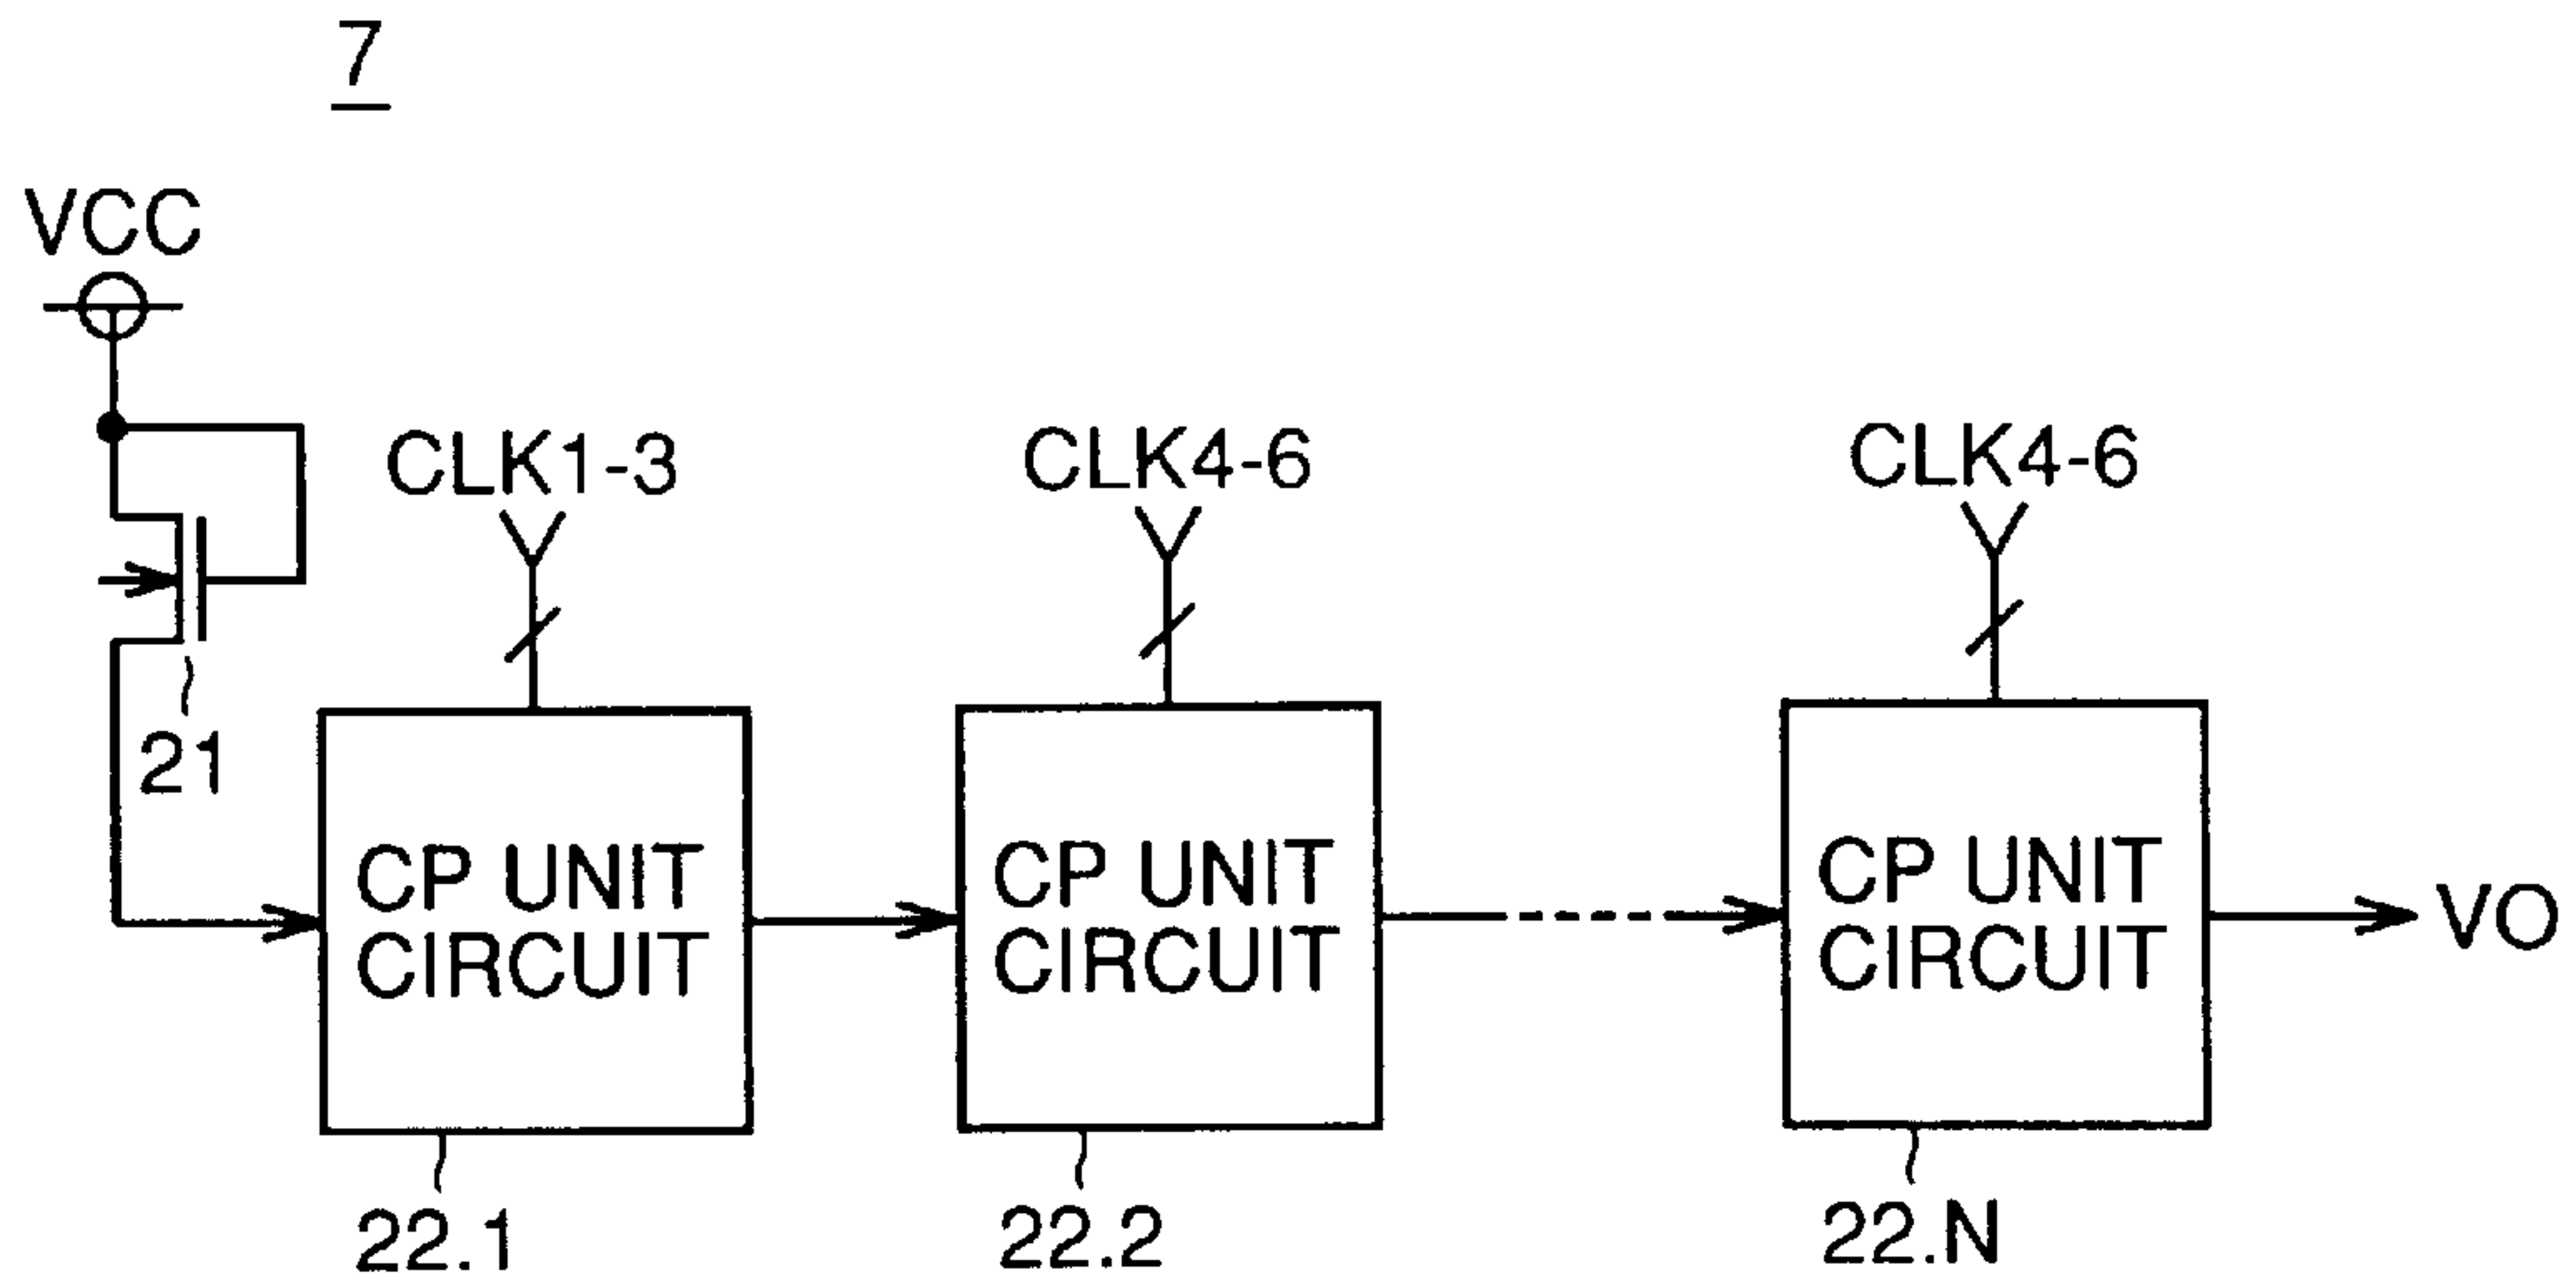 7
VCC
CLK1-3
CLK4-6
CLK4-6
21
CP UNIT
CIRCUIT
CP UNIT
CIRCUIT
CP UNIT
CIRCUIT
VO
22.1
22.2
22.N